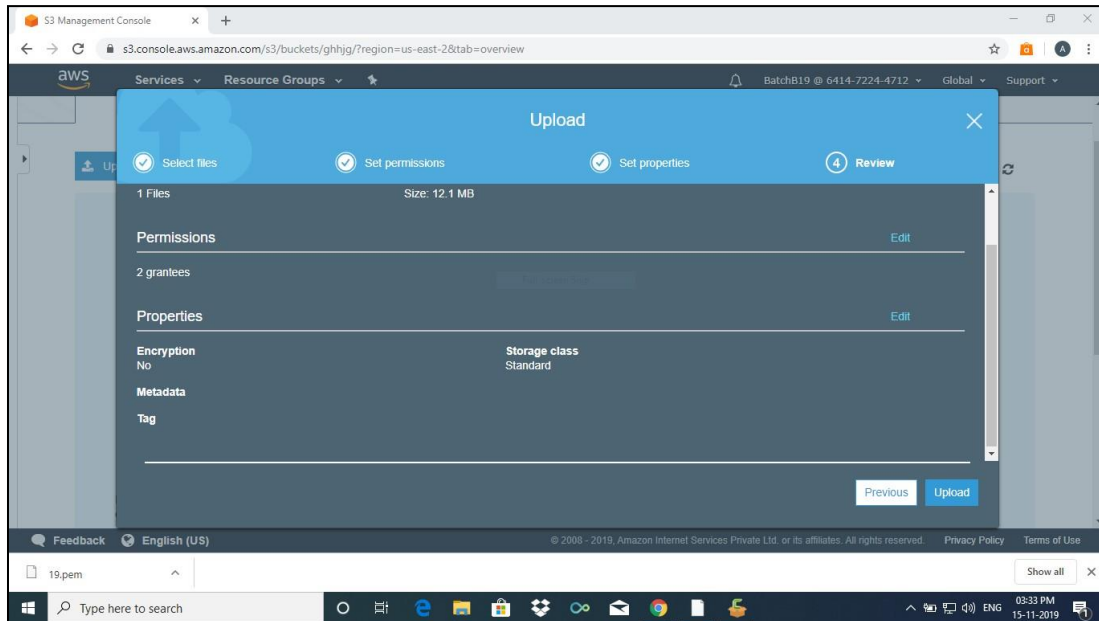 S3 Management Console
s3.console.aws.amazon.com/s3/buckets/ghhjg/?region=us-east-2&tab=overview
A
aws Services Resource Groups BatchB19 @ 6414-7224-4712 Global Support
Upload
Up
Select files Set permissions Set properties 4 Review
1 Files Size: 12.1 MB
Permissions Edit
2 grantees
Properties Edit
Encryption Storage class
No Standard
Metadata
Tag
Previous Upload
Feedback English (US) © 2008 - 2019, Amazon Internet Services Private Ltd. or its affiliates. All rights reserved. Privacy Policy Terms of Use
19.pem Show all
Type here to search ENG 03:33 PM
15-11-2019 1